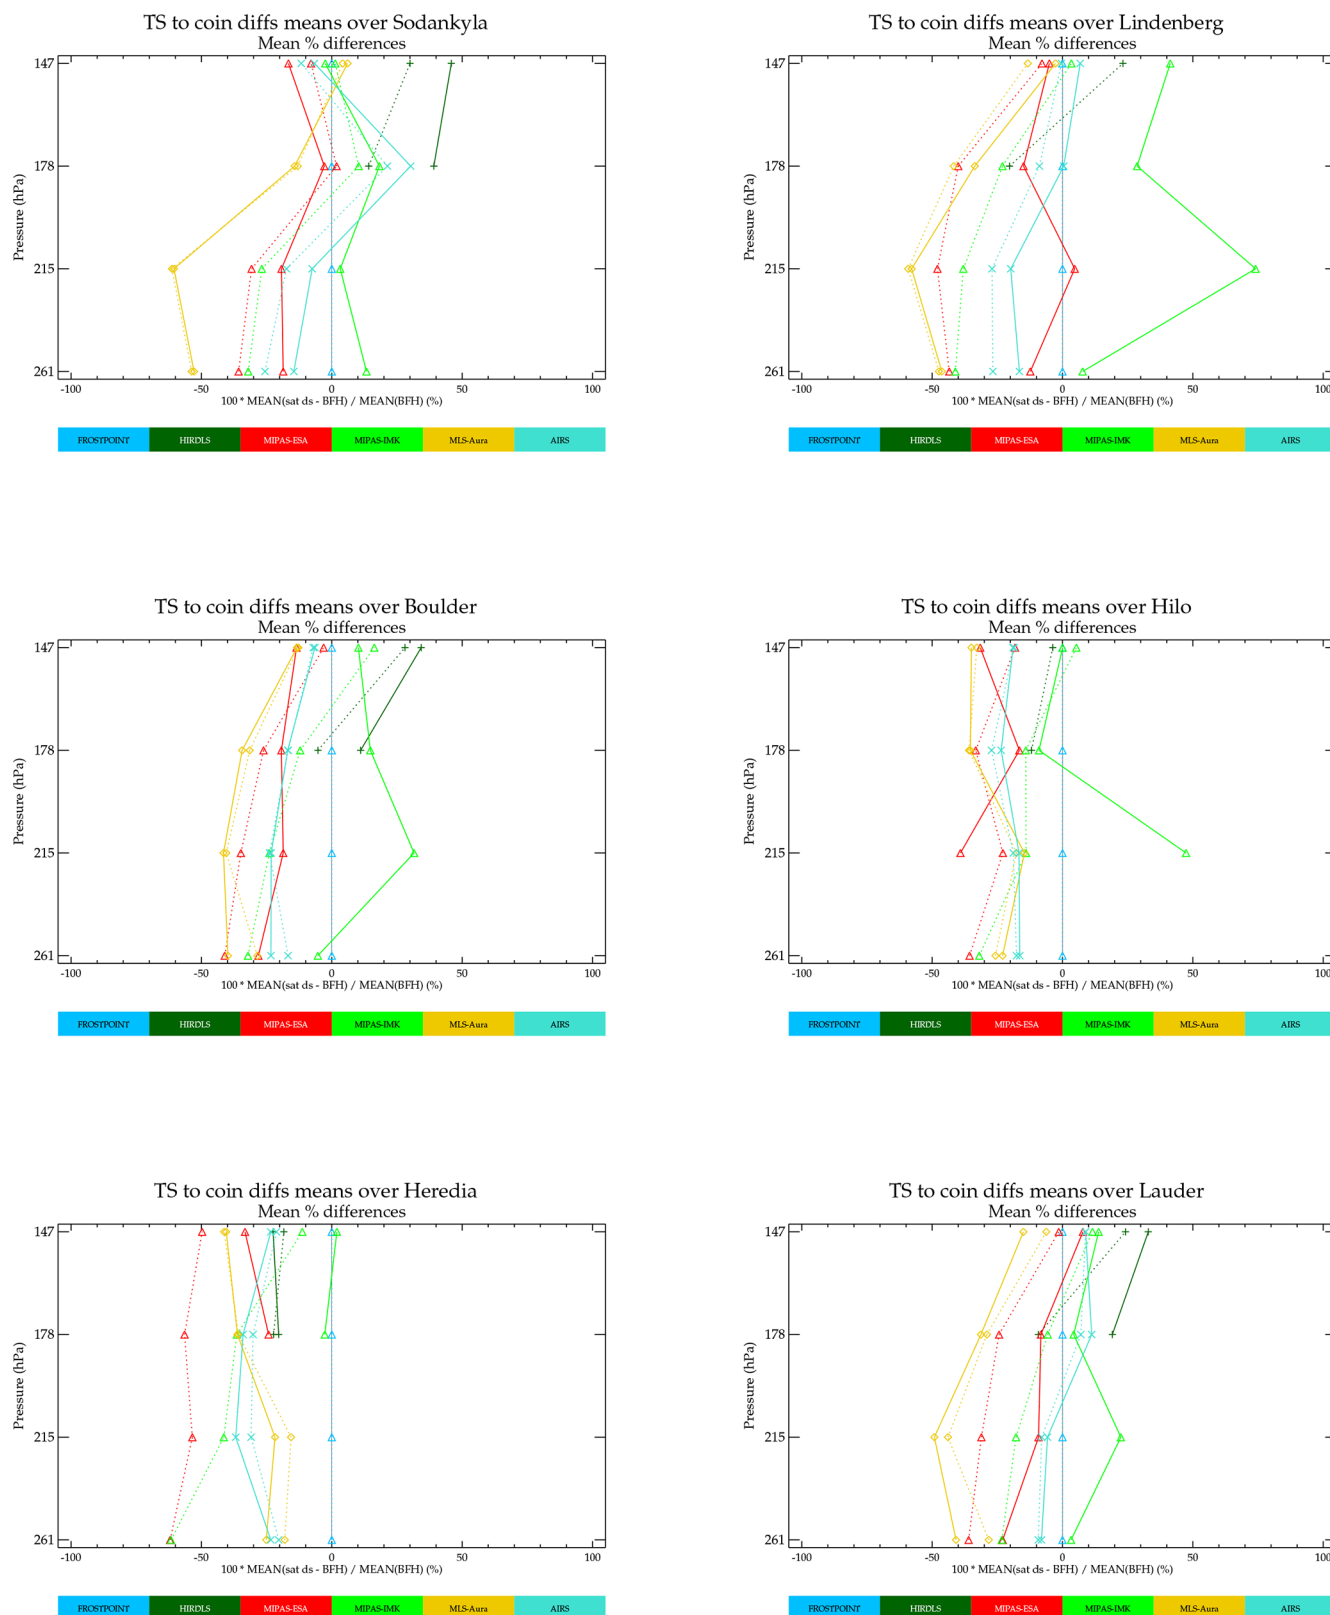 TS to coin diffs means over Sodankyla
Mean % differences
147
178
215
261
Pressure (hPa)
-100 -50 0 50 100
100 * MEAN(sat ds - BFH) / MEAN(BFH) (%)
FROSTPOINT HIRDLS MIPAS-ESA MIPAS-IMK MLS-Aura AIRS
TS to coin diffs means over Lindenberg
Mean % differences
147
178
215
261
Pressure (hPa)
-100 -50 0 50 100
100 * MEAN(sat ds - BFH) / MEAN(BFH) (%)
FROSTPOINT HIRDLS MIPAS-ESA MIPAS-IMK MLS-Aura AIRS
TS to coin diffs means over Boulder
Mean % differences
147
178
215
261
Pressure (hPa)
-100 -50 0 50 100
100 * MEAN(sat ds - BFH) / MEAN(BFH) (%)
FROSTPOINT HIRDLS MIPAS-ESA MIPAS-IMK MLS-Aura AIRS
TS to coin diffs means over Hilo
Mean % differences
147
178
215
261
Pressure (hPa)
-100 -50 0 50 100
100 * MEAN(sat ds - BFH) / MEAN(BFH) (%)
FROSTPOINT HIRDLS MIPAS-ESA MIPAS-IMK MLS-Aura AIRS
TS to coin diffs means over Heredia
Mean % differences
147
178
215
261
Pressure (hPa)
-100 -50 0 50 100
100 * MEAN(sat ds - BFH) / MEAN(BFH) (%)
FROSTPOINT HIRDLS MIPAS-ESA MIPAS-IMK MLS-Aura AIRS
TS to coin diffs means over Lauder
Mean % differences
147
178
215
261
Pressure (hPa)
-100 -50 0 50 100
100 * MEAN(sat ds - BFH) / MEAN(BFH) (%)
FROSTPOINT HIRDLS MIPAS-ESA MIPAS-IMK MLS-Aura AIRS